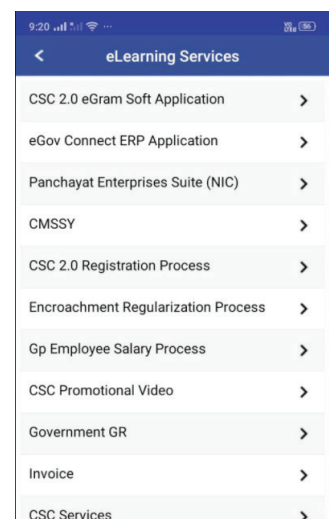 9:20
eLearning Services
CSC 2.0 eGram Soft Application
eGov Connect ERP Application
Panchayat Enterprises Suite (NIC)
CMSSY
CSC 2.0 Registration Process
Encroachment Regularization Process
Gp Employee Salary Process
CSC Promotional Video
Government GR
Invoice
CSC Services